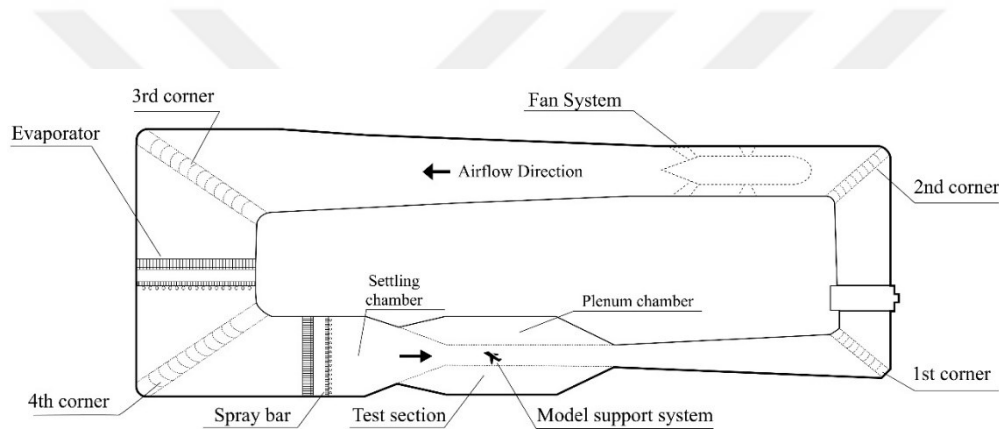 3rd corner
Fan System
Evaporator
Airflow Direction
2nd corner
Settling
chamber
Plenum chamber
4th corner
Spray bar
Test section
Model support system
1st corner